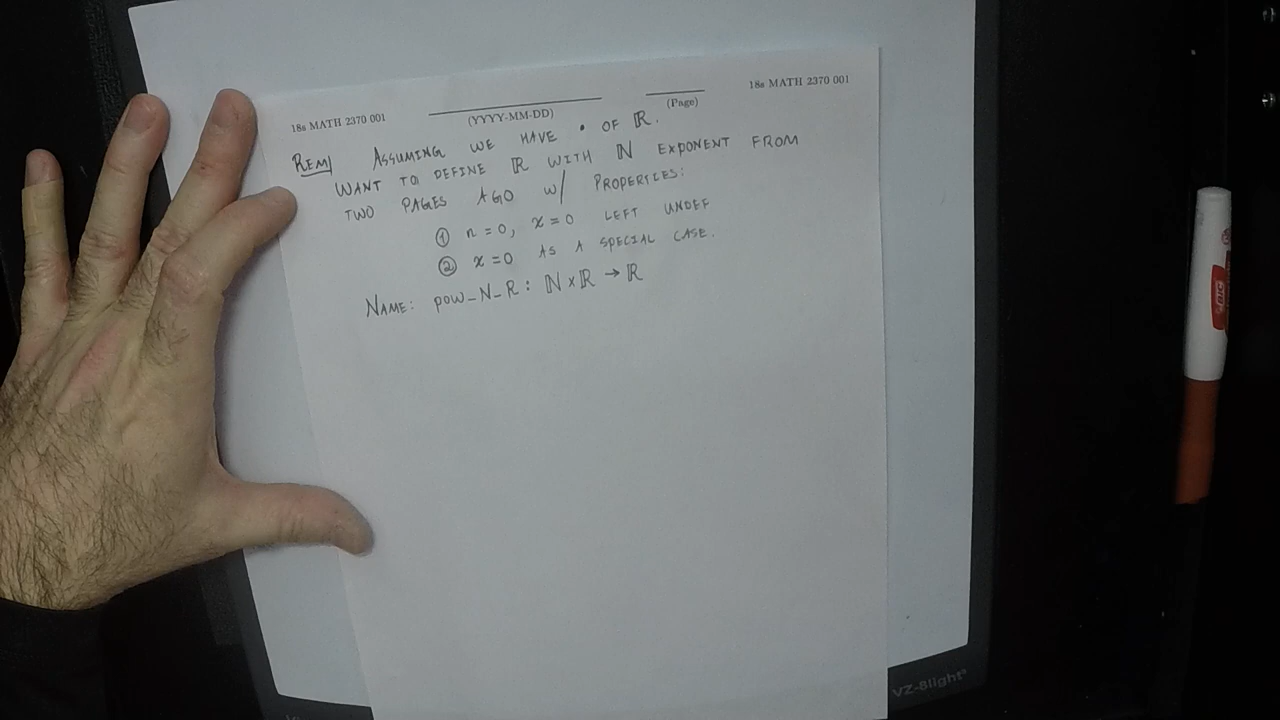 18s MATH 2370 001
(YYYY-MM-DD)
(Page)
18s MATH 2370 001
REM ASSUMING WE HAVE • OF ℝ.
WANT TO DEFINE ℝ WITH ℕ EXPONENT FROM
TWO PAGES AGO W/ PROPERTIES:
① n=0, x=0 LEFT UNDEF
② x=0 AS A SPECIAL CASE.
NAME: pow_N_R: ℕ×ℝ→ℝ
BIC
VZ-8light